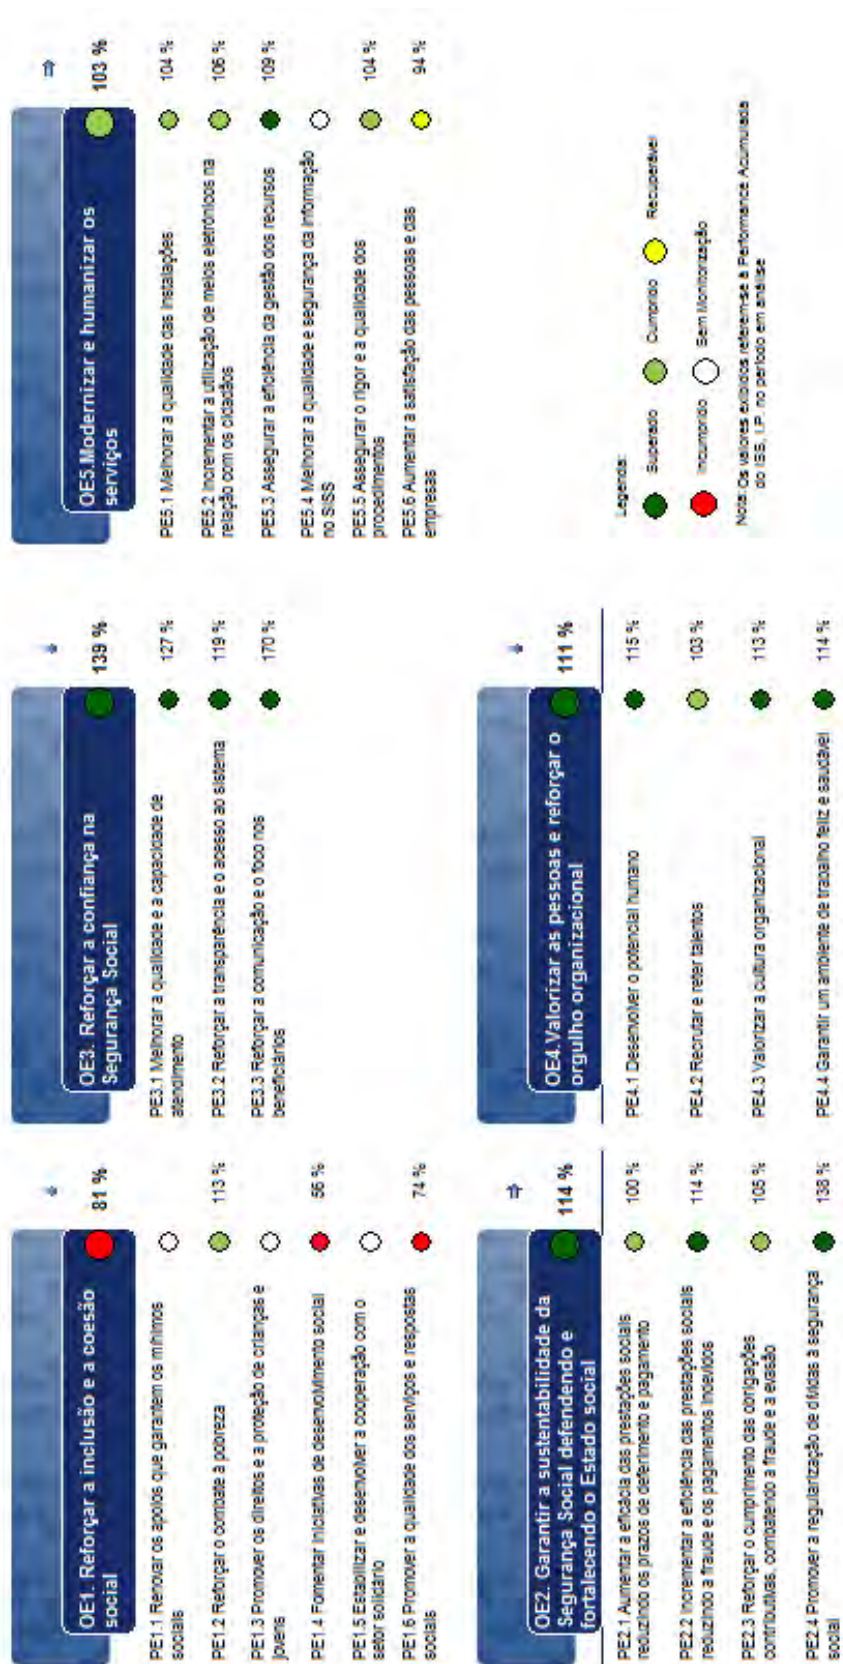 OE1. Reforçar a inclusão e a coesão
social
81 %
PE1.1 Renovar os apoios que garantem os mínimos
sociais
PE1.2 Reforçar o combate à pobreza
113 %
PE1.3 Promover os direitos e a proteção de crianças e
jovens
PE1.4 Fomentar iniciativas de desenvolvimento social
56 %
PE1.5 Estabilizar e desenvolver a cooperação com o
setor solidário
PE1.6 Promover a qualidade dos serviços e respostas
sociais
74 %
OE3. Reforçar a confiança na
Segurança Social
139 %
PE3.1 Melhorar a qualidade e a capacidade de
atendimento
127 %
PE3.2 Reforçar a transparência e o acesso ao sistema
119 %
PE3.3 Reforçar a comunicação e o foco nos
beneficiários
170 %
OE5.Modernizar e humanizar os
serviços
103 %
PE5.1 Melhorar a qualidade das instalações
104 %
PE5.2 Incrementar a utilização de meios eletrónicos na
relação com os cidadãos
106 %
PE5.3 Assegurar a eficiência da gestão dos recursos
109 %
PE5.4 Melhorar a qualidade e segurança da informação
no SISS
PE5.5 Assegurar o rigor e a qualidade dos
procedimentos
104 %
PE5.6 Aumentar a satisfação das pessoas e das
empresas
94 %
OE2. Garantir a sustentabilidade da
Segurança Social defendendo e
fortalecendo o Estado social
114 %
PE2.1 Aumentar a eficácia das prestações sociais
reduzindo os prazos de deferimento e pagamento
100 %
PE2.2 Incrementar a eficiência das prestações sociais
reduzindo a fraude e os pagamentos indevidos
114 %
PE2.3 Reforçar o cumprimento das obrigações
contributivas, combatendo a fraude e a evasão
105 %
PE2.4 Promover a regularização de dívidas à segurança
social
138 %
OE4.Valorizar as pessoas e reforçar o
orgulho organizacional
111 %
PE4.1 Desenvolver o potencial humano
115 %
PE4.2 Recrutar e reter talentos
103 %
PE4.3 Valorizar a cultura organizacional
113 %
PE4.4 Garantir um ambiente de trabalho feliz e saudável
114 %
Legenda:
Superado
Cumprido
Recuperável
Incumprido
Sem Monitorização
Nota: Os valores exibidos referem-se à Performance Acumulada
do ISS, I.P. no período em análise